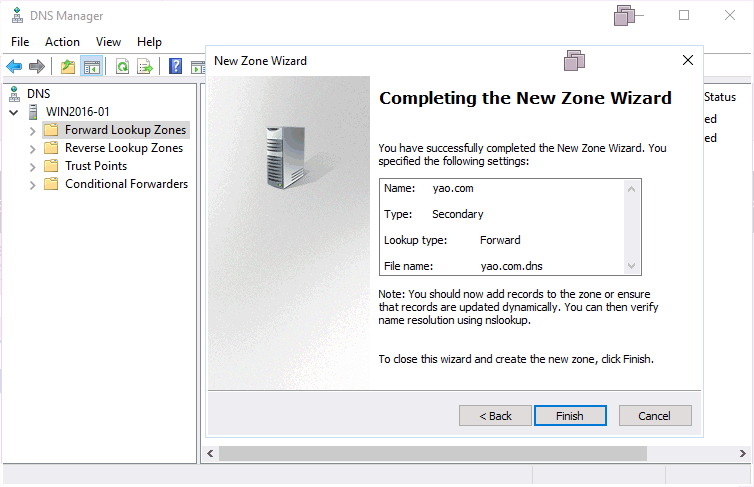 DNS Manager
File Action View Help
New Zone Wizard
DNS
WIN2016-01
Forward Lookup Zones
Reverse Lookup Zones
Trust Points
Conditional Forwarders
Status
ed
ed
Completing the New Zone Wizard
You have successfully completed the New Zone Wizard. You
specified the following settings:
Name: yao.com
Type: Secondary
Lookup type: Forward
File name: yao.com.dns
Note: You should now add records to the zone or ensure
that records are updated dynamically. You can then verify
name resolution using nslookup.
To close this wizard and create the new zone, click Finish.
< Back Finish Cancel